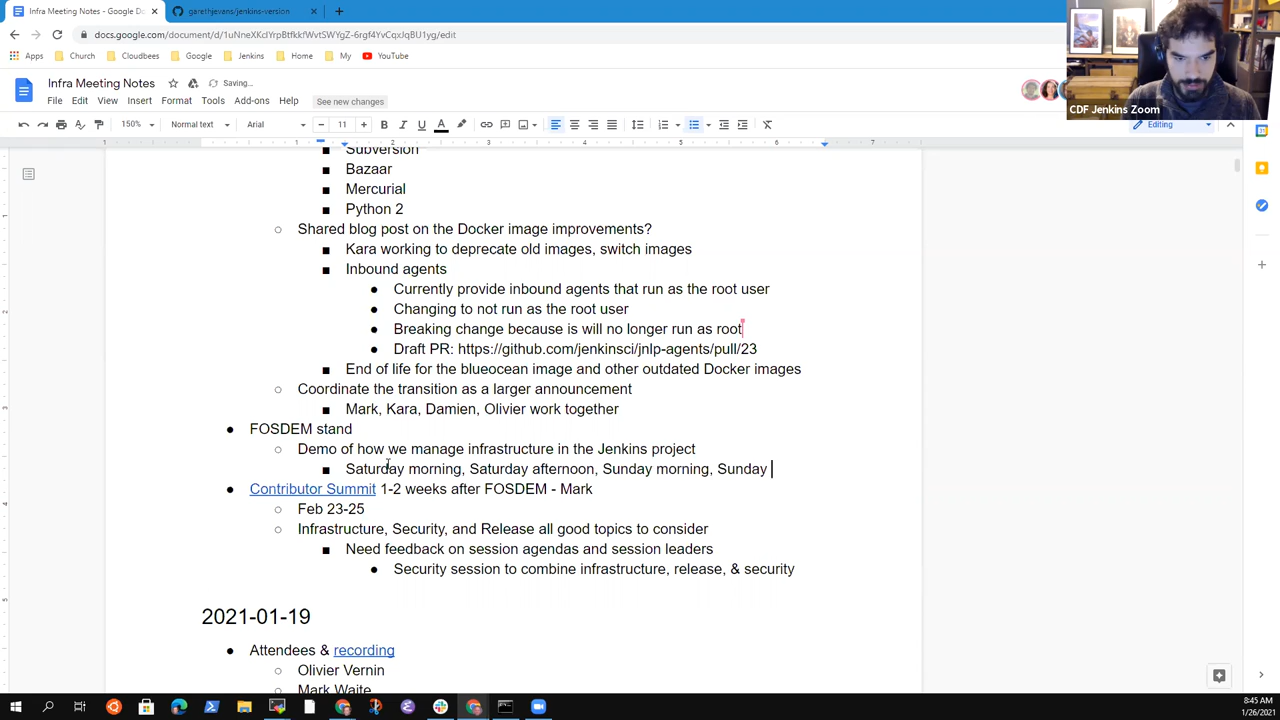 Infra Meeting Notes - Google Do
garethjevans/jenkins-version
docs.google.com/document/d/1uNneXKclYrpBtfkkfWvtSWYgZ-6rgf4YvCqxJqBU1yg/edit
Apps Church Cloudbees Jenkins Google Jenkins Home My YouTube
Infra Meeting Notes Saving...
File Edit View Insert Format Tools Add-ons Help See new changes
CDF Jenkins Zoom
150% Normal text Arial 11 Editing
1 1 2 3 4 5 6 7
Subversion
Bazaar
Mercurial
Python 2
Shared blog post on the Docker image improvements?
Kara working to deprecate old images, switch images
Inbound agents
Currently provide inbound agents that run as the root user
Changing to not run as the root user
Breaking change because is will no longer run as root
Draft PR: https://github.com/jenkinsci/jnlp-agents/pull/23
End of life for the blueocean image and other outdated Docker images
Coordinate the transition as a larger announcement
Mark, Kara, Damien, Olivier work together
FOSDEM stand
Demo of how we manage infrastructure in the Jenkins project
Saturday morning, Saturday afternoon, Sunday morning, Sunday
Contributor Summit 1-2 weeks after FOSDEM - Mark
Feb 23-25
Infrastructure, Security, and Release all good topics to consider
Need feedback on session agendas and session leaders
Security session to combine infrastructure, release, & security
2021-01-19
Attendees & recording
Olivier Vernin
Mark Waite
8:45 AM
1/26/2021